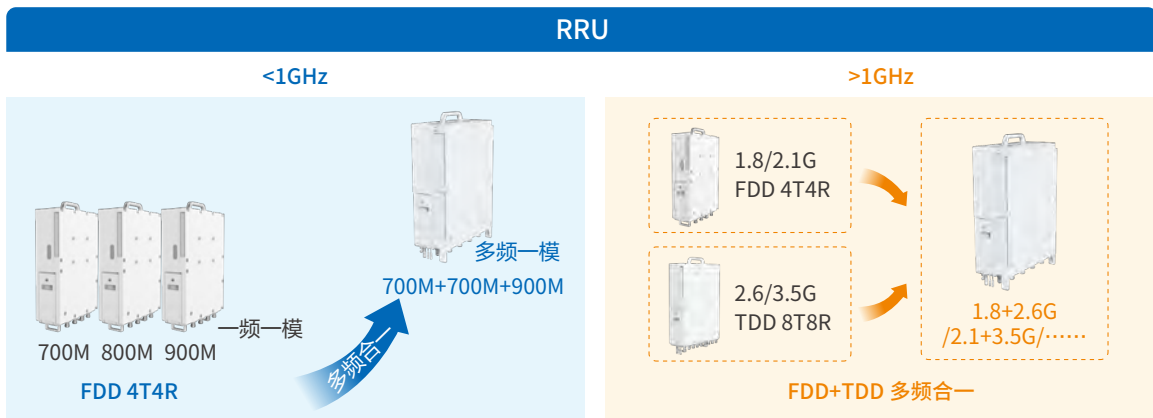 RRU
<1GHz
多频一模
700M+700M+900M
一频一模
700M 800M 900M
FDD 4T4R
多频合一
>1GHz
1.8/2.1G
FDD 4T4R
2.6/3.5G
TDD 8T8R
1.8+2.6G
/2.1+3.5G/……
FDD+TDD 多频合一